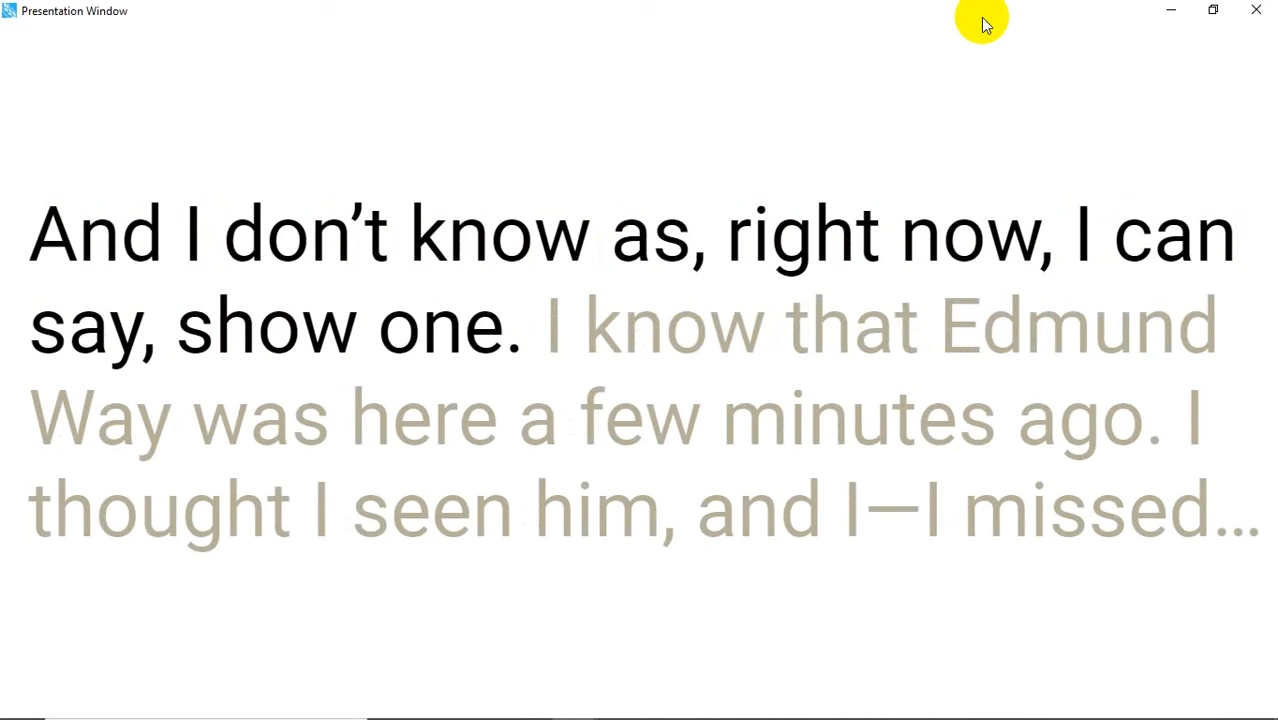 Presentation Window
And I don’t know as, right now, I can
say, show one. I know that Edmund
Way was here a few minutes ago. I
thought I seen him, and I—I missed...